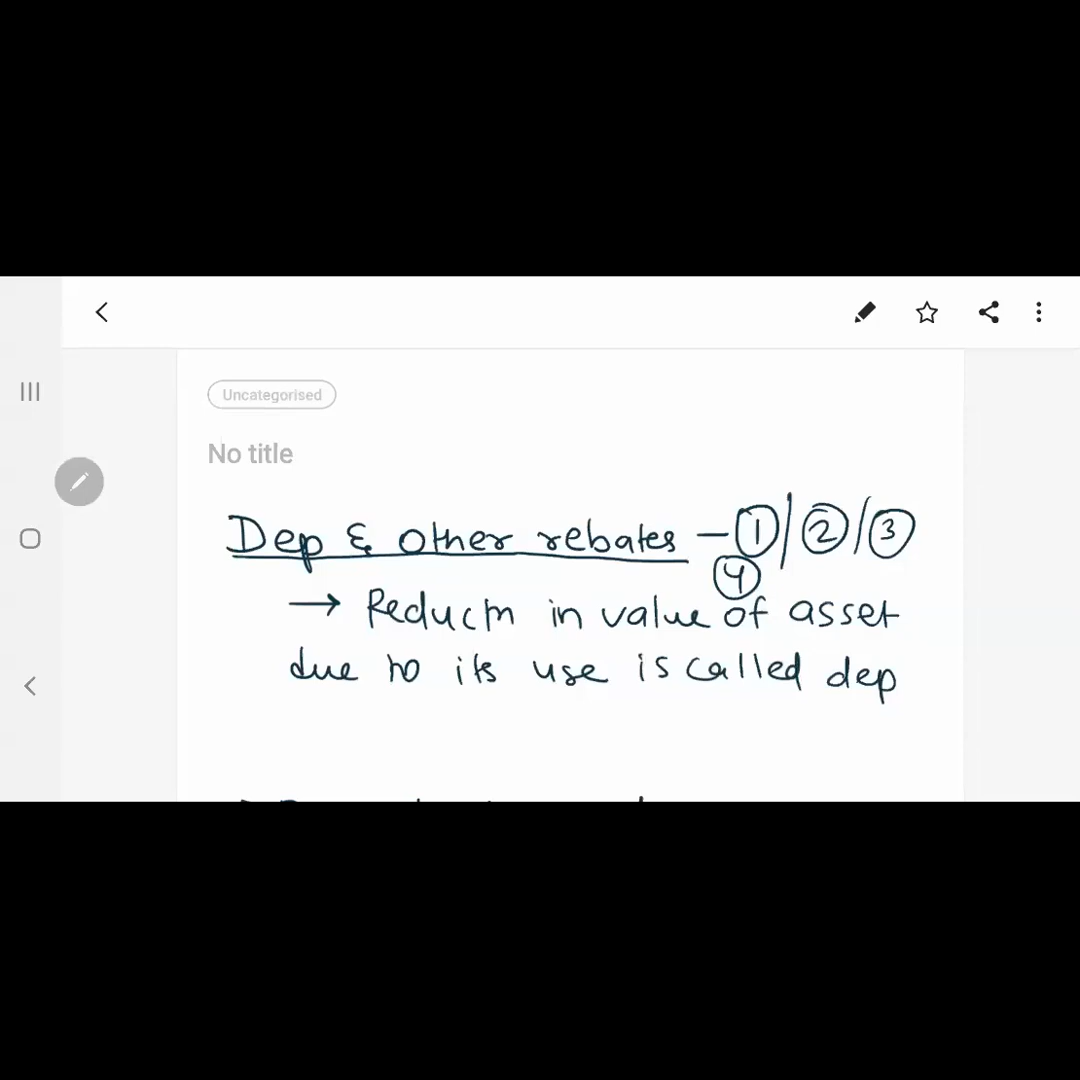 Uncategorised
No title
Dep & other rebates - ① / ② / ③
④
→ Reductn in value of asset
due to its use is called dep